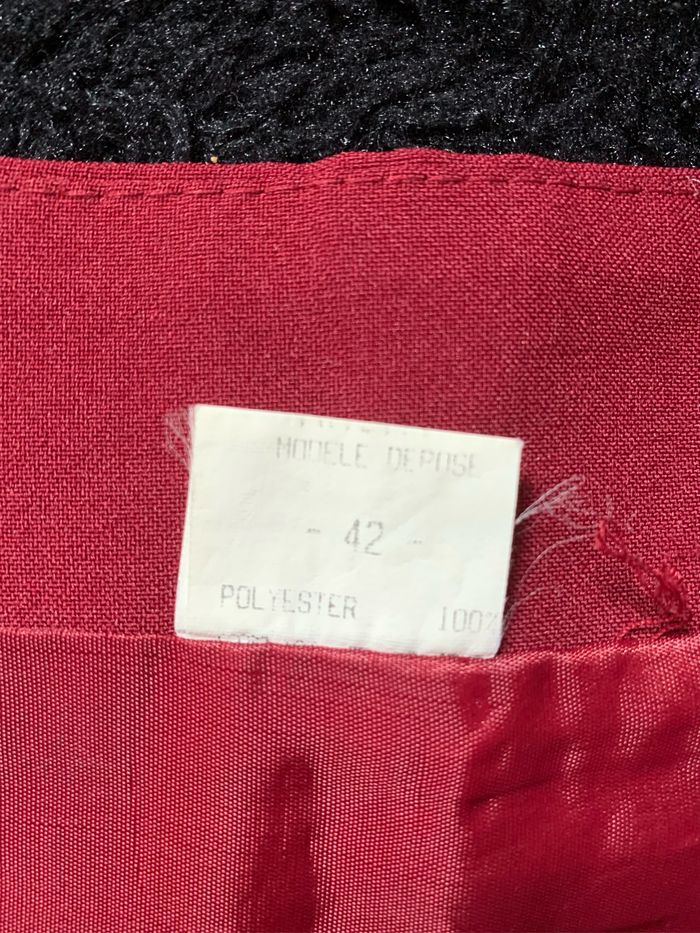 MODELE DEPOSE
- 42 -
POLYESTER 100%